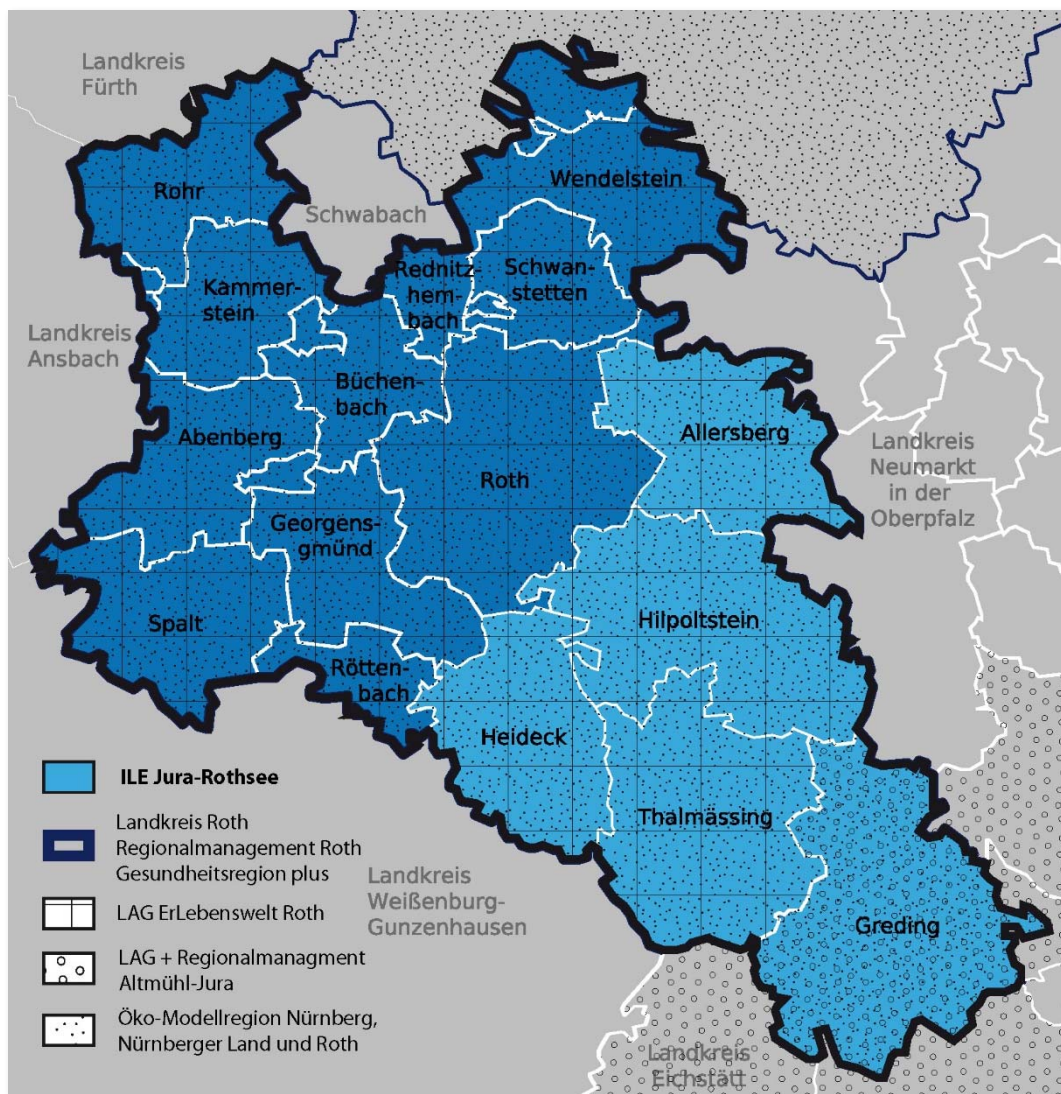 Landkreis
Fürth
Rohr
Wendelstein
Schwabach
Rednitz-
hem-
bach
Schwan-
stetten
Kammer-
stein
Landkreis
Ansbach
Büchen-
bach
Abenberg
Allersberg
Landkreis
Neumarkt
in der
Oberpfalz
Roth
Georgens-
gmünd
Spalt
Hilpoltstein
Rötten-
bach
Heideck
Thalmässing
Greding
Landkreis
Weißenburg-
Gunzenhausen
Landkreis
Eichstätt
ILE Jura-Rothsee
Landkreis Roth
Regionalmanagement Roth
Gesundheitsregion plus
LAG ErLebenswelt Roth
LAG + Regionalmanagment
Altmühl-Jura
Öko-Modellregion Nürnberg,
Nürnberger Land und Roth